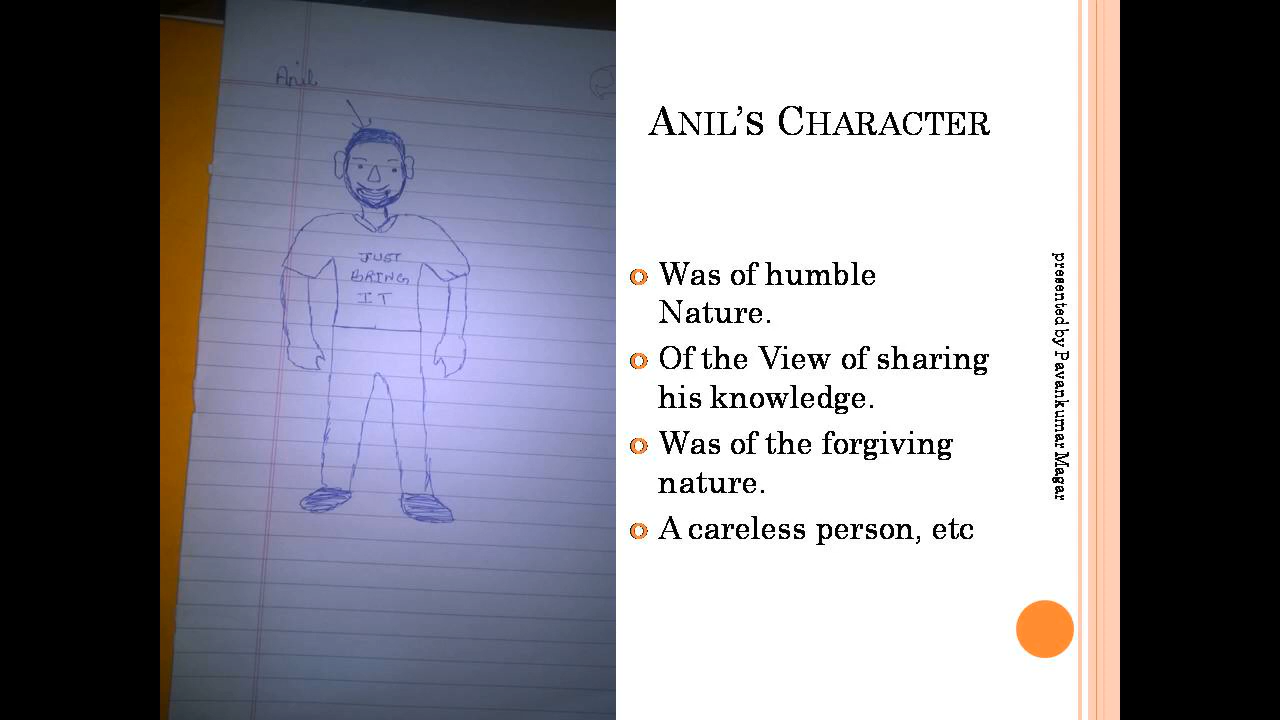 Anil
JUST
BRING
IT
ANIL'S CHARACTER
Was of humble
Nature.
Of the View of sharing
his knowledge.
Was of the forgiving
nature.
A careless person, etc
presented by Pavankumar Magar